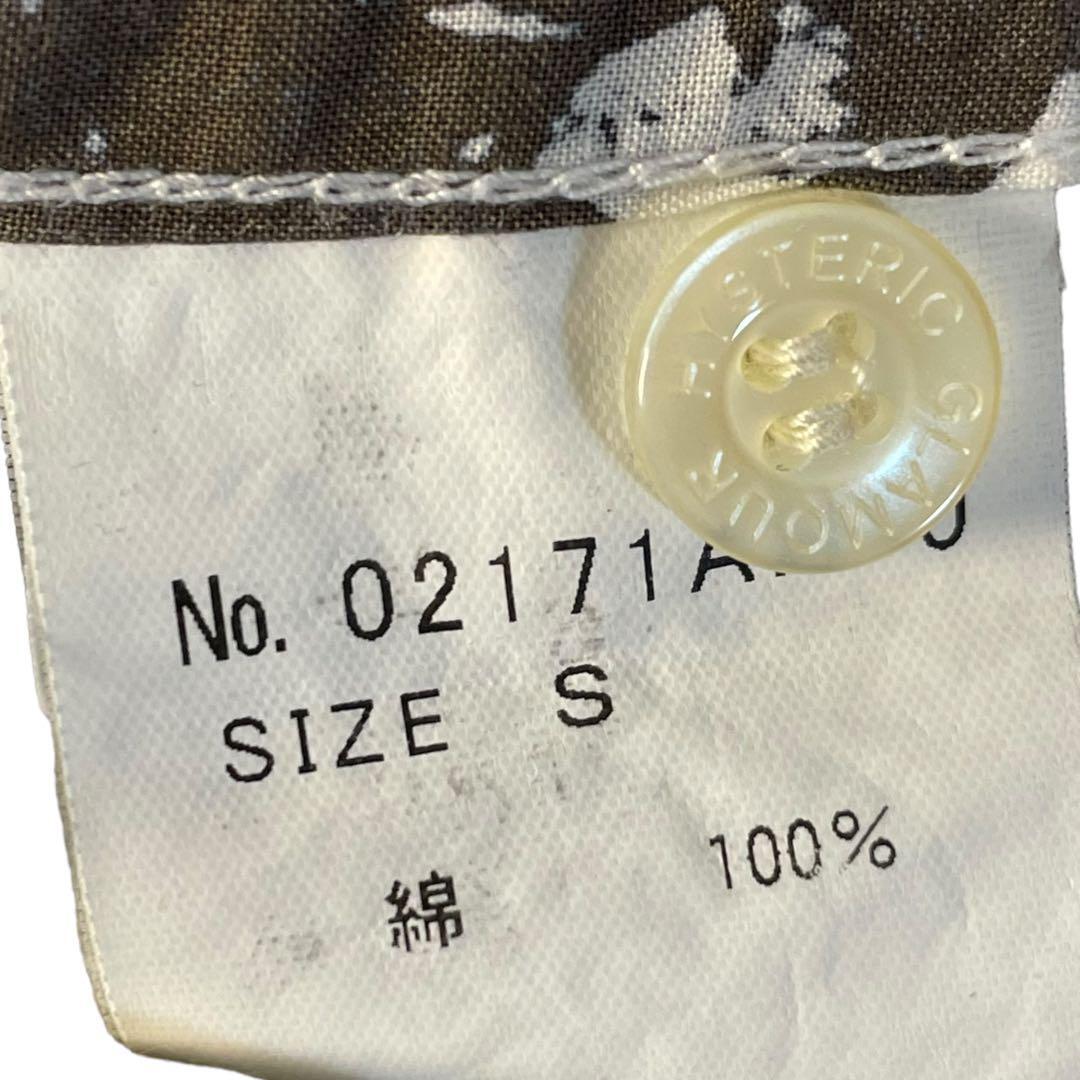 HYSTERIC
GLAMOUR
No. 02171A
SIZE S
綿 100%